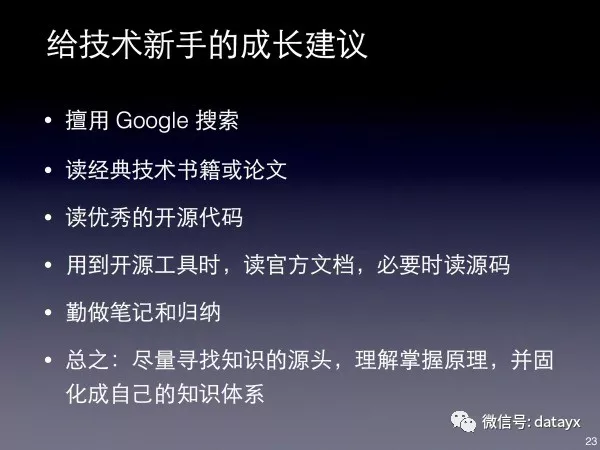 给技术新手的成长建议
• 擅用 Google 搜索
• 读经典技术书籍或论文
• 读优秀的开源代码
• 用到开源工具时，读官方文档，必要时读源码
• 勤做笔记和归纳
• 总之：尽量寻找知识的源头，理解掌握原理，并固
化成自己的知识体系
微信号: datayx
23